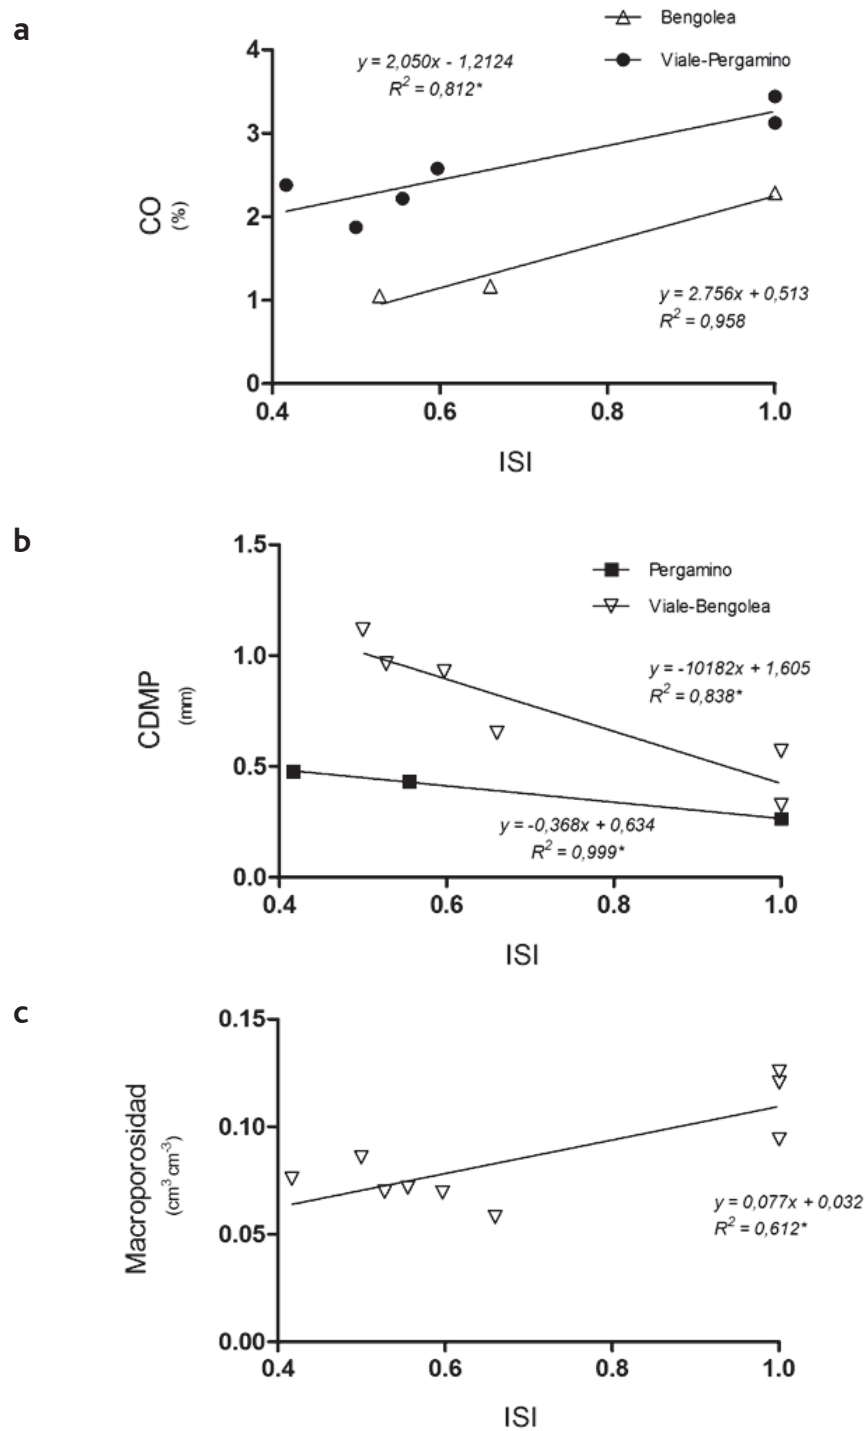 a
Bengolea
Viale-Pergamino
y = 2,050x - 1,2124
R² = 0,812*
4
3
2
1
0
CO
(%)
y = 2.756x + 0,513
R² = 0,958
0.4 0.6 0.8 1.0
ISI
b
Pergamino
Viale-Bengolea
1.5
1.0
0.5
0.0
CDMP
(mm)
y = -10182x + 1,605
R² = 0,838*
y = -0,368x + 0,634
R² = 0,999*
0.4 0.6 0.8 1.0
ISI
c
0.15
0.10
0.05
0.00
Macroporosidad
(cm³ cm⁻³)
y = 0,077x + 0,032
R² = 0,612*
0.4 0.6 0.8 1.0
ISI